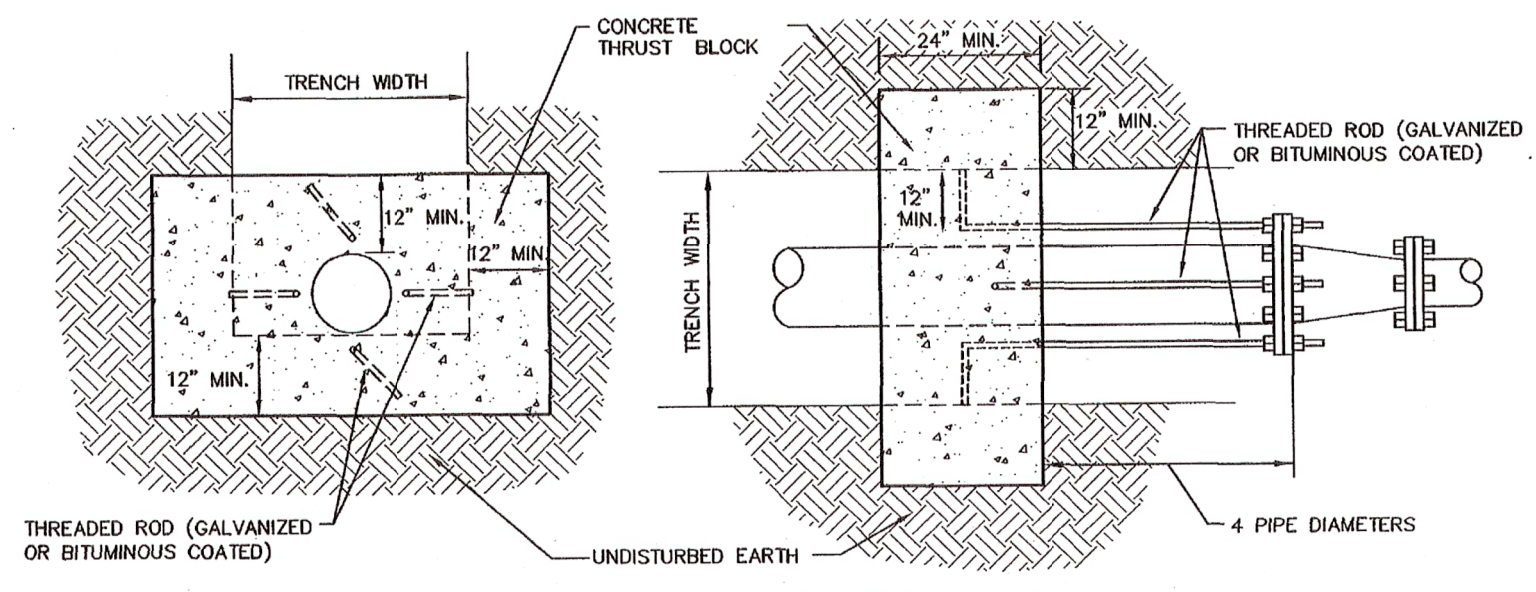 CONCRETE
THRUST BLOCK
TRENCH WIDTH
12" MIN.
12" MIN.
12" MIN.
THREADED ROD (GALVANIZED
OR BITUMINOUS COATED)
UNDISTURBED EARTH
24" MIN.
12" MIN.
THREADED ROD (GALVANIZED
OR BITUMINOUS COATED)
12"
MIN.
TRENCH WIDTH
4 PIPE DIAMETERS